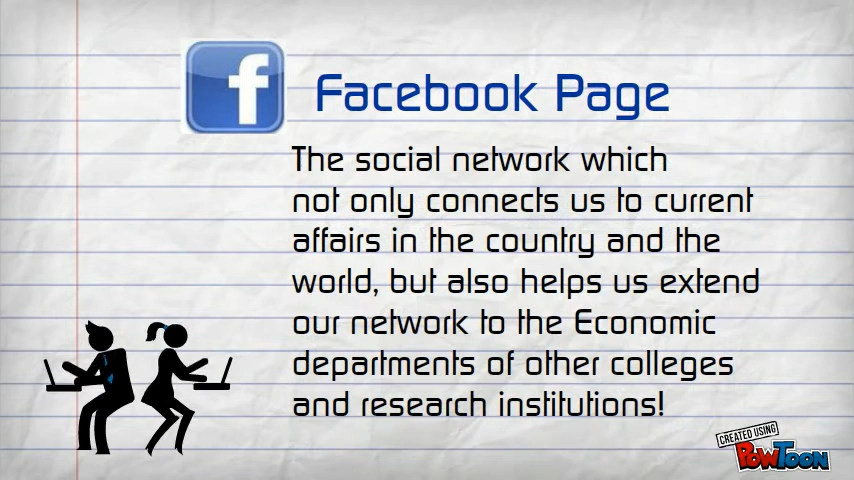 f
Facebook Page
The social network which
not only connects us to current
affairs in the country and the
world, but also helps us extend
our network to the Economic
departments of other colleges
and research institutions!
CREATED USING
POWTOON